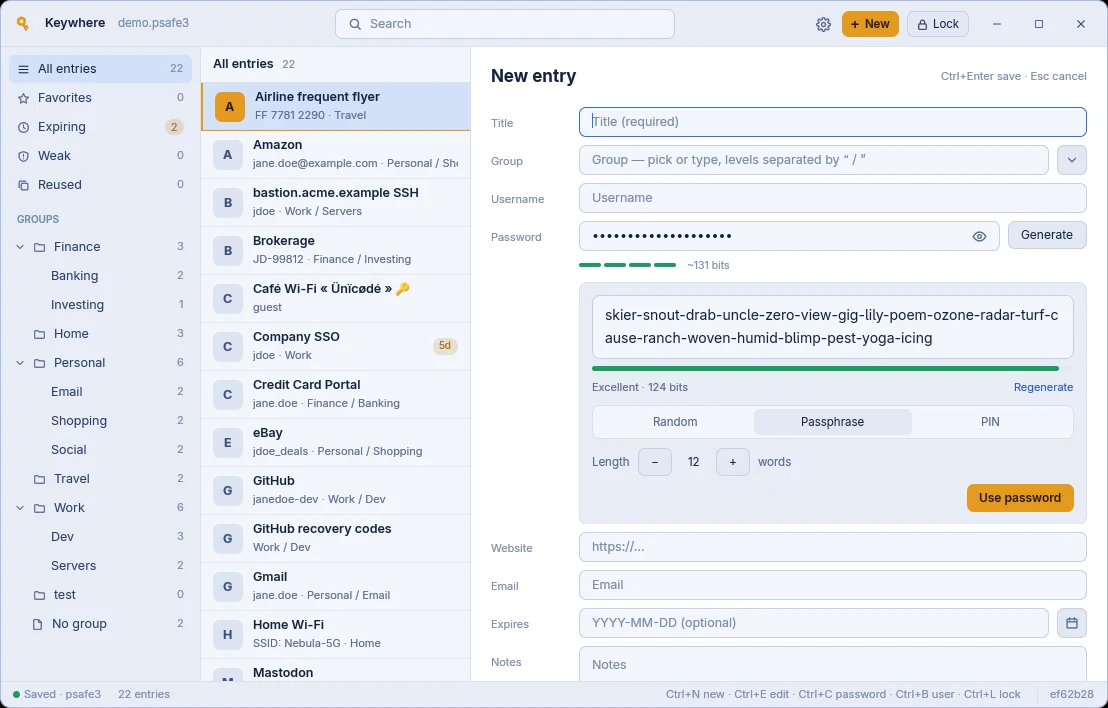 Keywhere demo.psafe3
Search
+ New
Lock
All entries 22
Favorites 0
Expiring 2
Weak 0
Reused 0
GROUPS
Finance 3
Banking 2
Investing 1
Home 3
Personal 6
Email 2
Shopping 2
Social 2
Travel 2
Work 6
Dev 3
Servers 2
test 0
No group 2
All entries 22
A
Airline frequent flyer
FF 7781 2290 · Travel
A
Amazon
jane.doe@example.com · Personal / Sh
B
bastion.acme.example SSH
jdoe · Work / Servers
B
Brokerage
JD-99812 · Finance / Investing
C
Café Wi-Fi « Ünïcødé » 🔑
guest
C
Company SSO
jdoe · Work
5d
C
Credit Card Portal
jane.doe · Finance / Banking
E
eBay
jdoe_deals · Personal / Shopping
G
GitHub
janedoe-dev · Work / Dev
G
GitHub recovery codes
Work / Dev
G
Gmail
jane.doe · Personal / Email
H
Home Wi-Fi
SSID: Nebula-5G · Home
M
Mastodon
New entry
Ctrl+Enter save · Esc cancel
Title
Title (required)
Group
Group — pick or type, levels separated by “ / ”
Username
Username
Password
•••••••••••••••••••• 
Generate
~131 bits
skier-snout-drab-uncle-zero-view-gig-lily-poem-ozone-radar-turf-c
ause-ranch-woven-humid-blimp-pest-yoga-icing
Excellent · 124 bits
Regenerate
Random
Passphrase
PIN
Length − 12 + words
Use password
Website
https://...
Email
Email
Expires
YYYY-MM-DD (optional)
Notes
Notes
Saved · psafe3 22 entries
Ctrl+N new · Ctrl+E edit · Ctrl+C password · Ctrl+B user · Ctrl+L lock
ef62b28